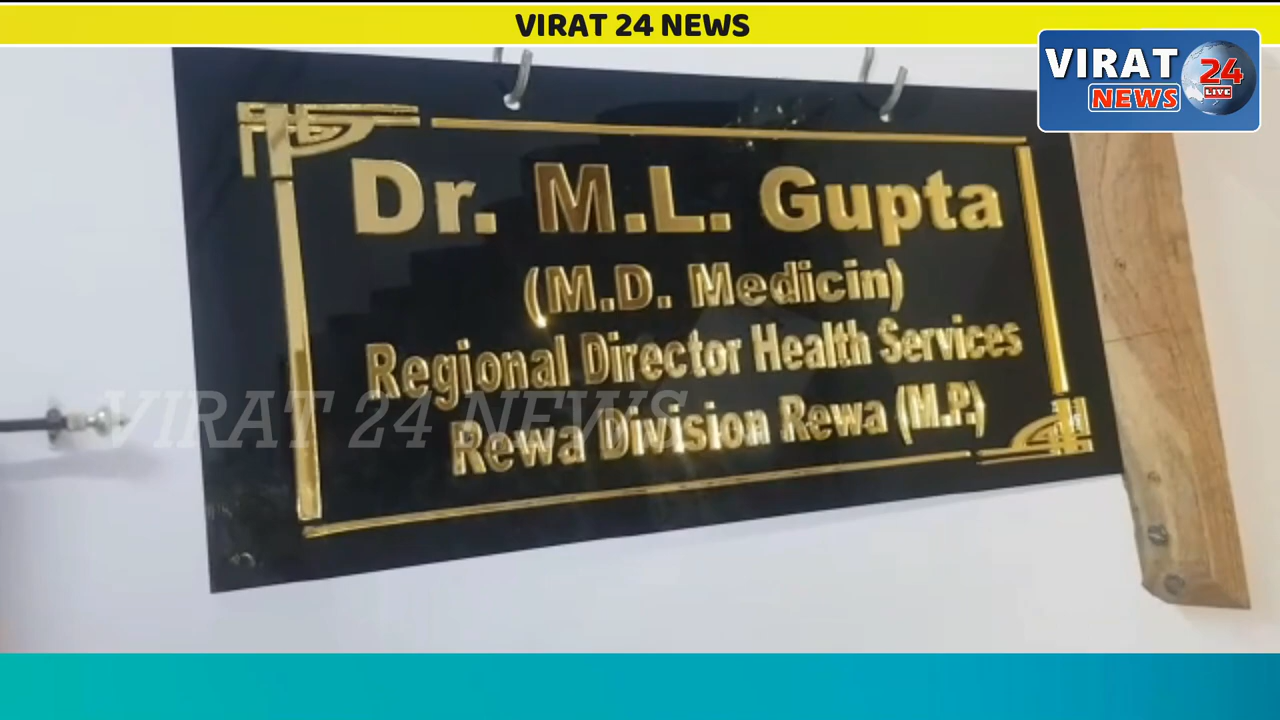 VIRAT 24 NEWS
VIRAT 24
NEWS LIVE
Dr. M.L. Gupta
(M.D. Medicin)
Regional Director Health Services
Rewa Division Rewa (M.P.)
VIRAT 24 NEWS